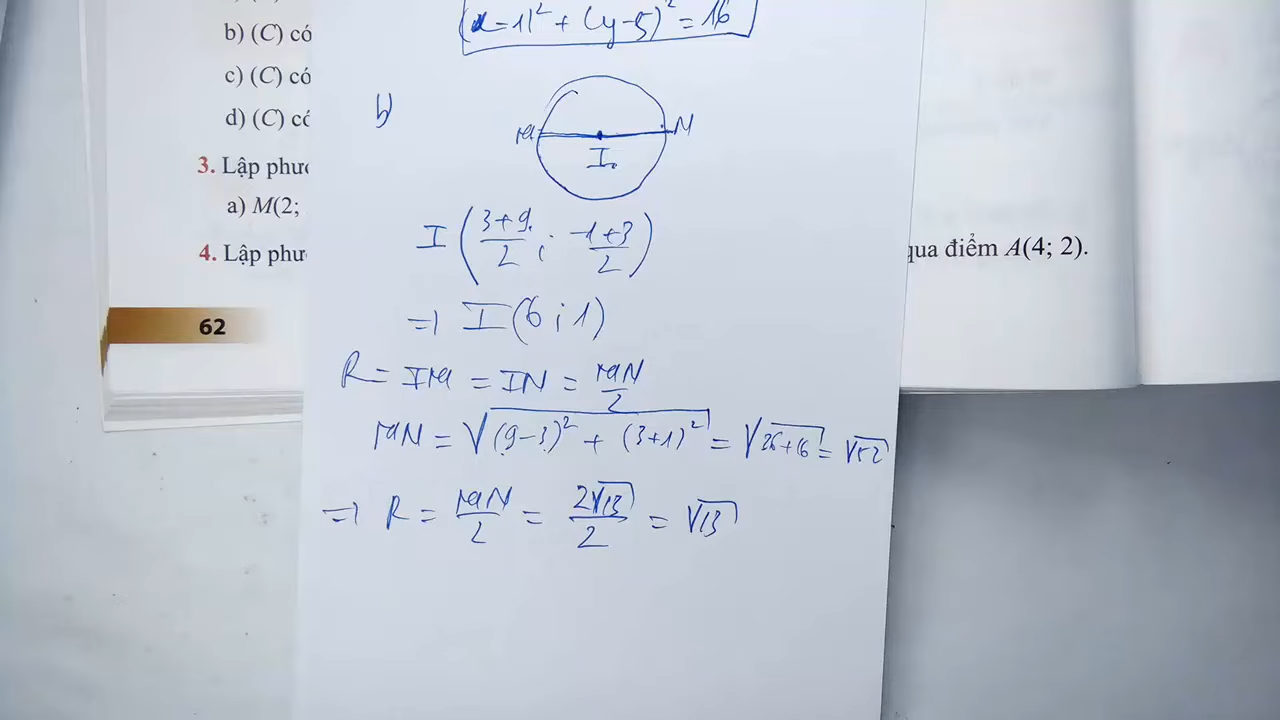 (x-1)² + (y-5)² = 16
b) (C) có
c) (C) có
d) (C) có
3. Lập phươ
a) M(2;
4. Lập phư
qua điểm A(4; 2).
62
b)
M N
I
I (3+9/2 ; -1+3/2)
=> I(6;1)
R = IM = IN = MN/2
MN = √(9-3)² + (3+1)² = √36+16 = √52
=> R = MN/2 = 2√13/2 = √13